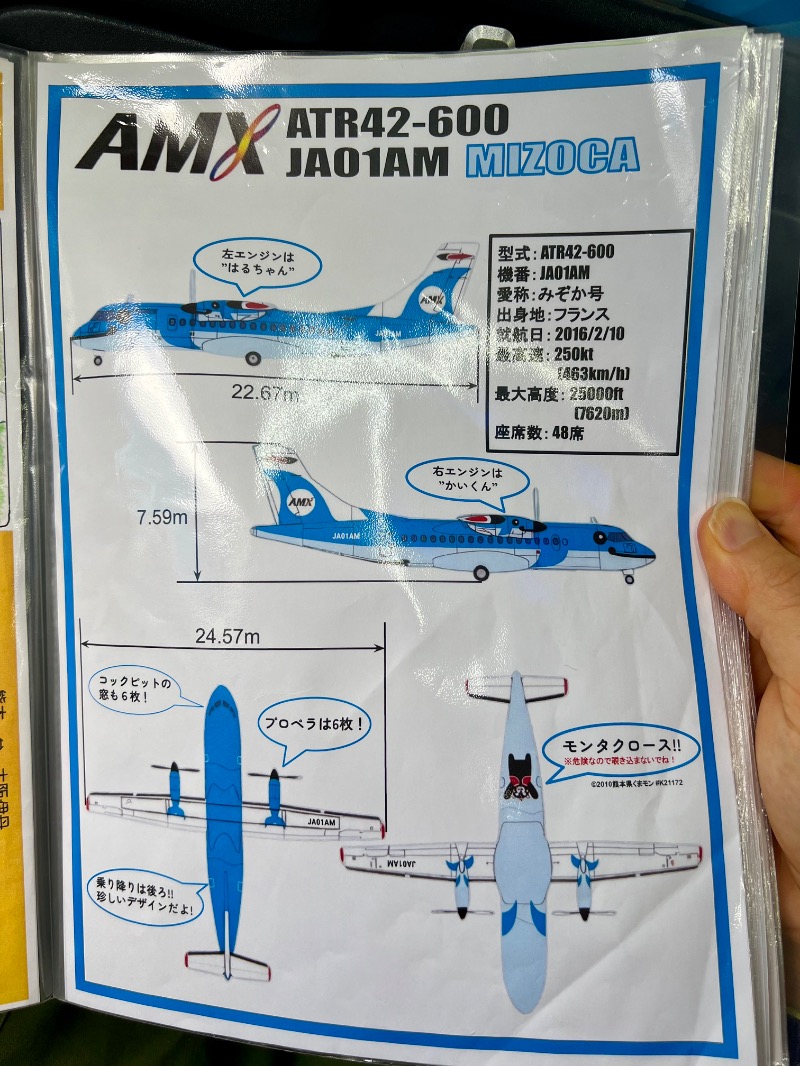 AMX
ATR42-600
JA01AM MIZOCA
左エンジンは
"はるちゃん"
AMX
JA01AM
22.67m
型式：ATR42-600
機番：JA01AM
愛称：みぞか号
出身地：フランス
就航日：2016/2/10
最高速：250kt
(463km/h)
最大高度：25000ft
(7620m)
座席数：48席
右エンジンは
"かいくん"
7.59m
AMX
JA01AM
24.57m
コックピットの
窓も6枚！
プロペラは6枚！
JA01AM
乗り降りは後ろ!!
珍しいデザインだよ!
モンタクロース!!
※危険なので覗き込まないでね！
©2010熊本県くまモン#K21172
JA01AM